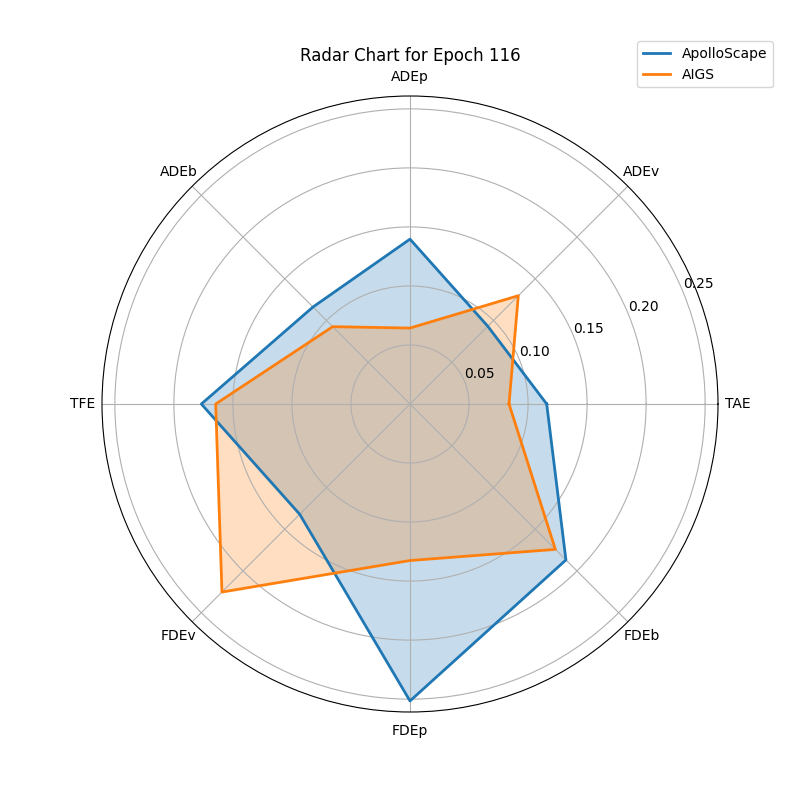 Radar Chart for Epoch 116
ApolloScape
AIGS
ADEp
ADEb
ADEv
0.25
0.20
0.15
0.10
0.05
TFE
TAE
FDEv
FDEb
FDEp